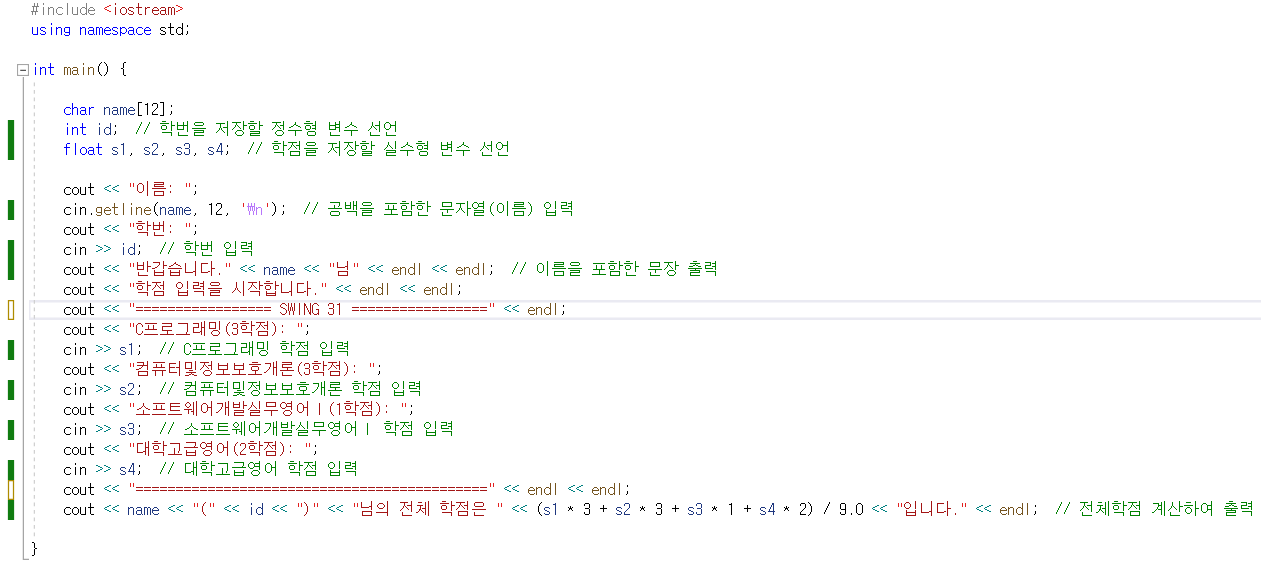 #include <iostream>
using namespace std;
int main() {
char name[12];
int id;  // 학번을 저장할 정수형 변수 선언
float s1, s2, s3, s4;  // 학점을 저장할 실수형 변수 선언
cout << "이름: ";
cin.getline(name, 12, '₩n');  // 공백을 포함한 문자열(이름) 입력
cout << "학번: ";
cin >> id;  // 학번 입력
cout << "반갑습니다." << name << "님" << endl << endl;  // 이름을 포함한 문장 출력
cout << "학점 입력을 시작합니다." << endl << endl;
cout << "================= SWING 31 =================" << endl;
cout << "C프로그래밍(3학점): ";
cin >> s1;  // C프로그래밍 학점 입력
cout << "컴퓨터및정보보호개론(3학점): ";
cin >> s2;  // 컴퓨터및정보보호개론 학점 입력
cout << "소프트웨어개발실무영어Ⅰ(1학점): ";
cin >> s3;  // 소프트웨어개발실무영어Ⅰ 학점 입력
cout << "대학고급영어(2학점): ";
cin >> s4;  // 대학고급영어 학점 입력
cout << "============================================" << endl << endl;
cout << name << "(" << id << ")" << "님의 전체 학점은 " << (s1 * 3 + s2 * 3 + s3 * 1 + s4 * 2) / 9.0 << "입니다." << endl;  // 전체학점 계산하여 출력
}